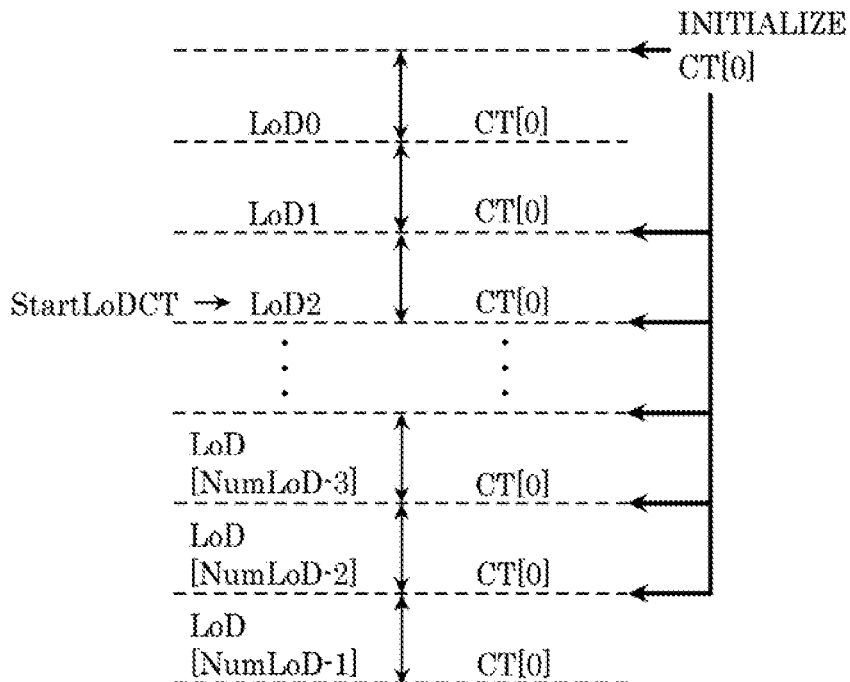 INITIALIZE
CT[0]
LoD0 CT[0]
LoD1 CT[0]
StartLoDCT → LoD2 CT[0]
LoD
[NumLoD-3] CT[0]
LoD
[NumLoD-2] CT[0]
LoD
[NumLoD-1] CT[0]